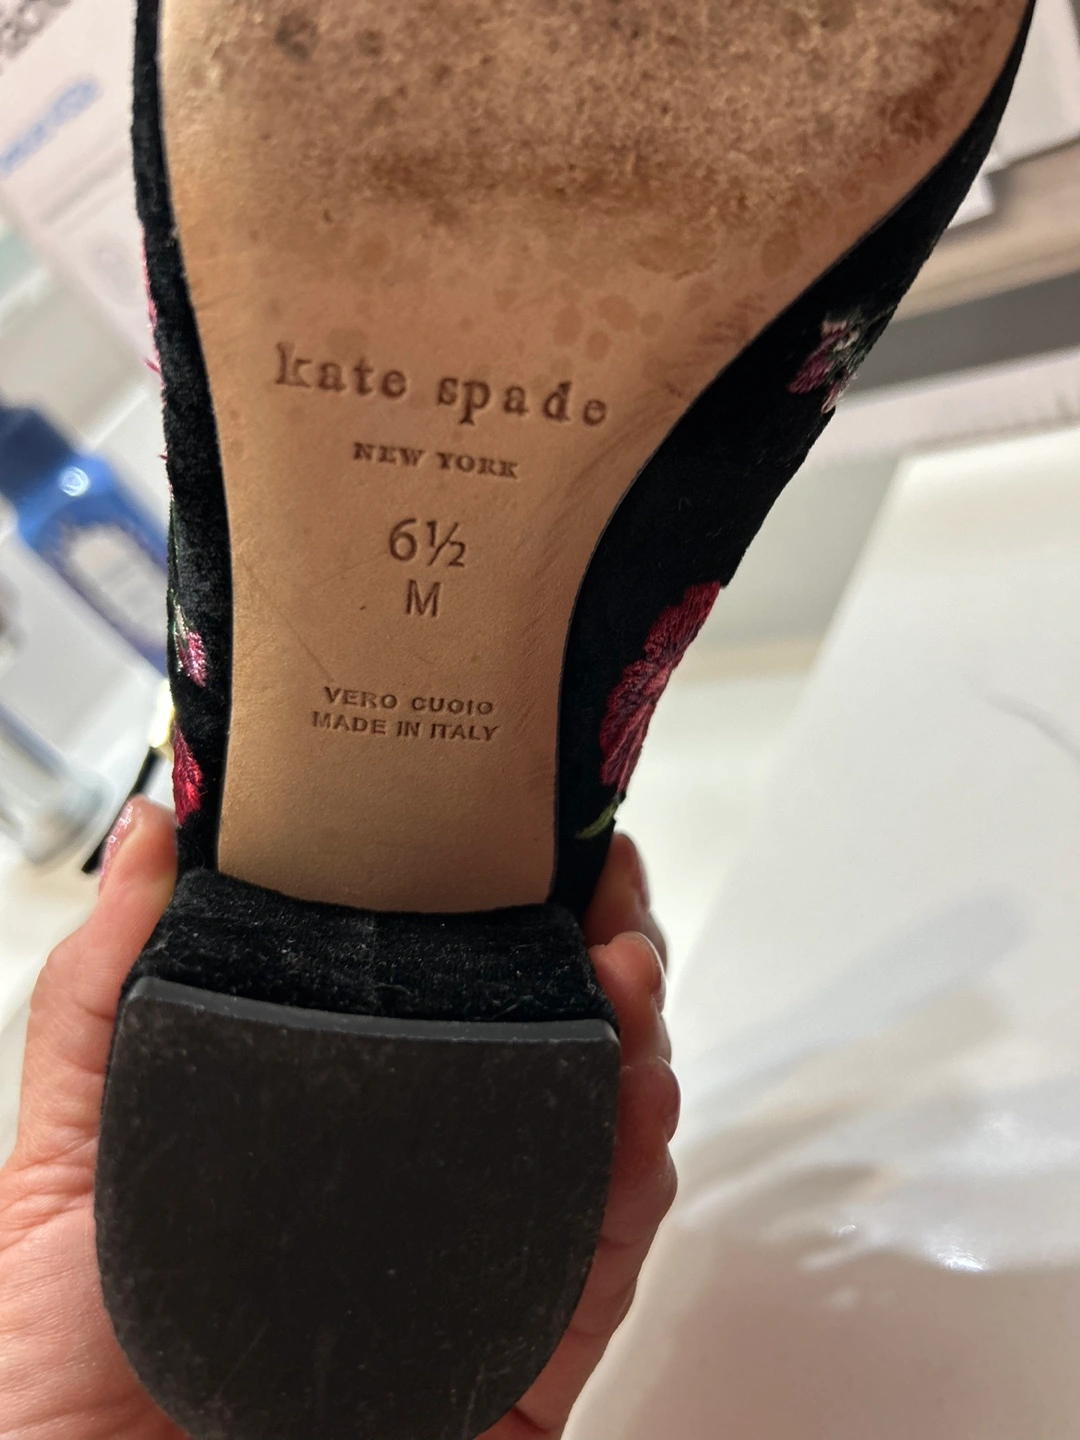 kate spade
NEW YORK
6½
M
VERO CUOIO
MADE IN ITALY